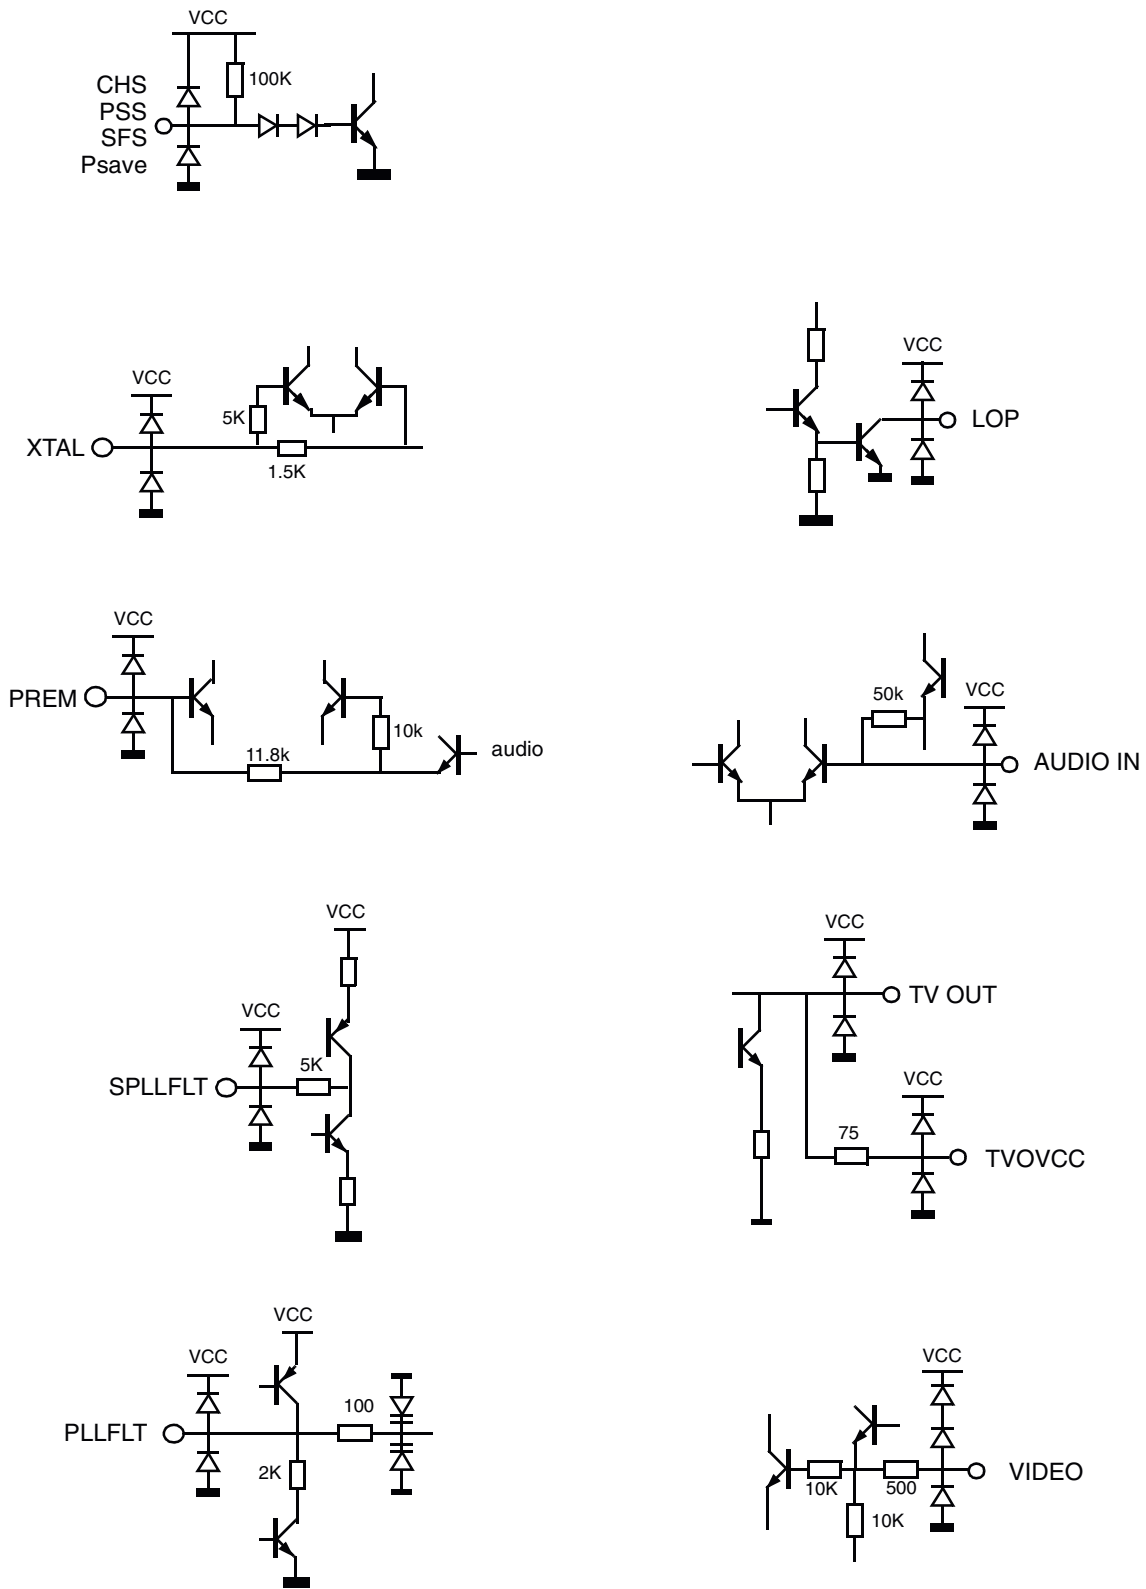 VCC
CHS
PSS
SFS
Psave
100K
VCC
XTAL
5K
1.5K
VCC
LOP
VCC
PREM
11.8k
10k
audio
50k
VCC
AUDIO IN
VCC
VCC
SPLLFLT
5K
VCC
TV OUT
VCC
75
TVOVCC
VCC
VCC
PLLFLT
100
2K
VCC
10K
500
VIDEO
10K